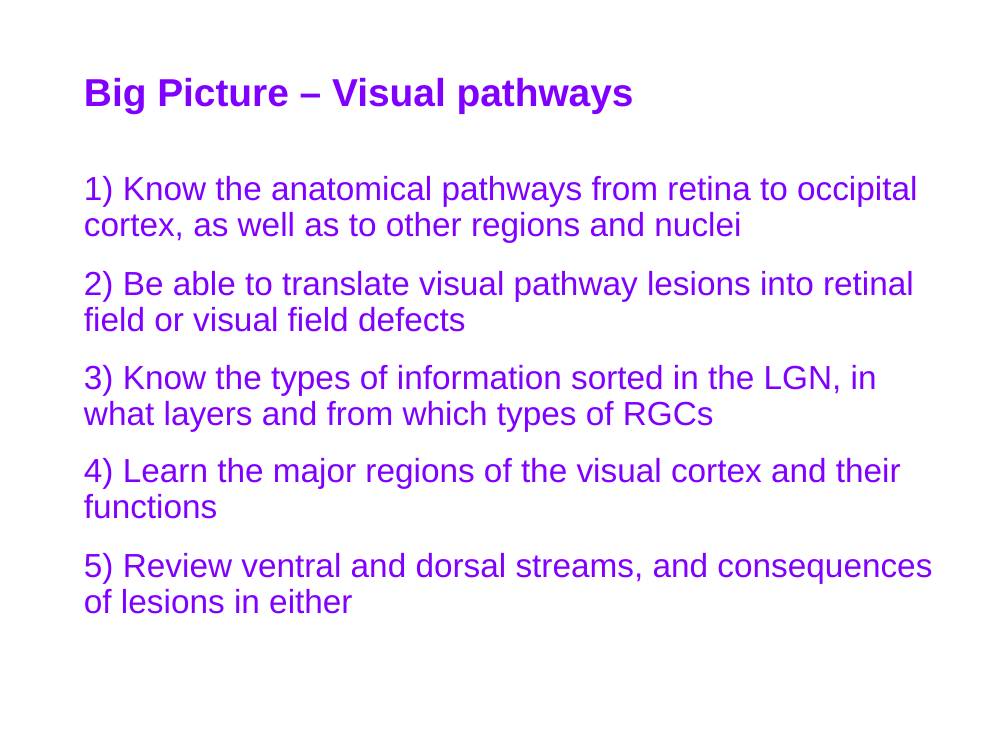 Big Picture – Visual pathways
1) Know the anatomical pathways from retina to occipital
cortex, as well as to other regions and nuclei
2) Be able to translate visual pathway lesions into retinal
field or visual field defects
3) Know the types of information sorted in the LGN, in
what layers and from which types of RGCs
4) Learn the major regions of the visual cortex and their
functions
5) Review ventral and dorsal streams, and consequences
of lesions in either